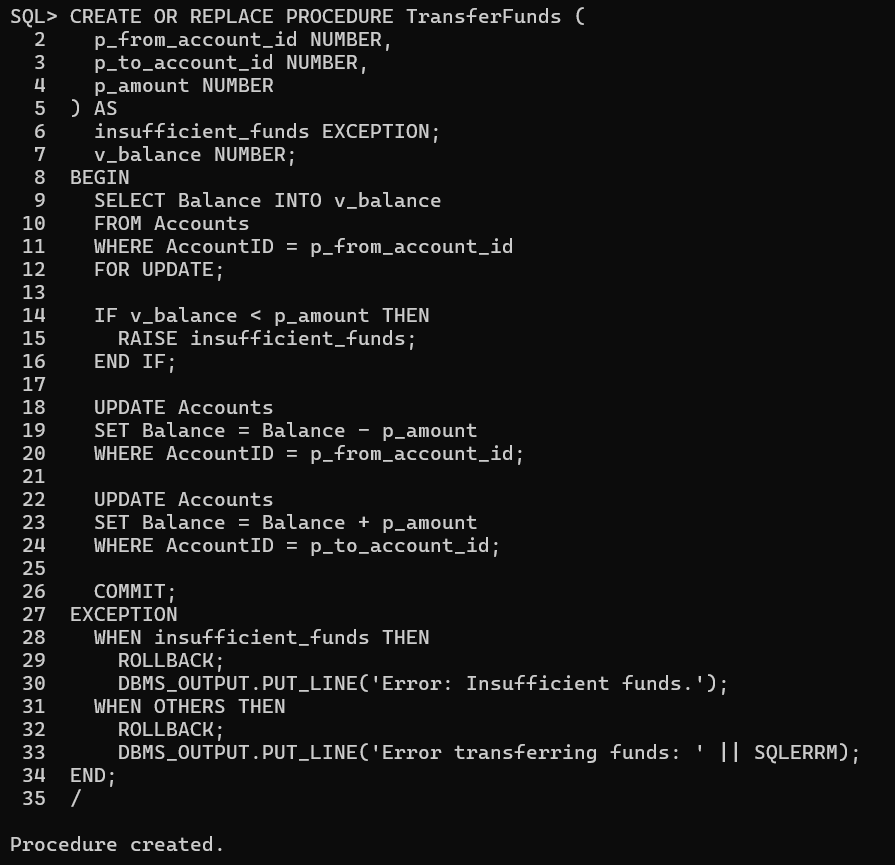 SQL> CREATE OR REPLACE PROCEDURE TransferFunds (
  2    p_from_account_id NUMBER,
  3    p_to_account_id NUMBER,
  4    p_amount NUMBER
  5  ) AS
  6    insufficient_funds EXCEPTION;
  7    v_balance NUMBER;
  8  BEGIN
  9    SELECT Balance INTO v_balance
 10    FROM Accounts
 11    WHERE AccountID = p_from_account_id
 12    FOR UPDATE;
 13
 14    IF v_balance < p_amount THEN
 15      RAISE insufficient_funds;
 16    END IF;
 17
 18    UPDATE Accounts
 19    SET Balance = Balance - p_amount
 20    WHERE AccountID = p_from_account_id;
 21
 22    UPDATE Accounts
 23    SET Balance = Balance + p_amount
 24    WHERE AccountID = p_to_account_id;
 25
 26    COMMIT;
 27  EXCEPTION
 28    WHEN insufficient_funds THEN
 29      ROLLBACK;
 30      DBMS_OUTPUT.PUT_LINE('Error: Insufficient funds.');
 31    WHEN OTHERS THEN
 32      ROLLBACK;
 33      DBMS_OUTPUT.PUT_LINE('Error transferring funds: ' || SQLERRM);
 34  END;
 35  /

Procedure created.